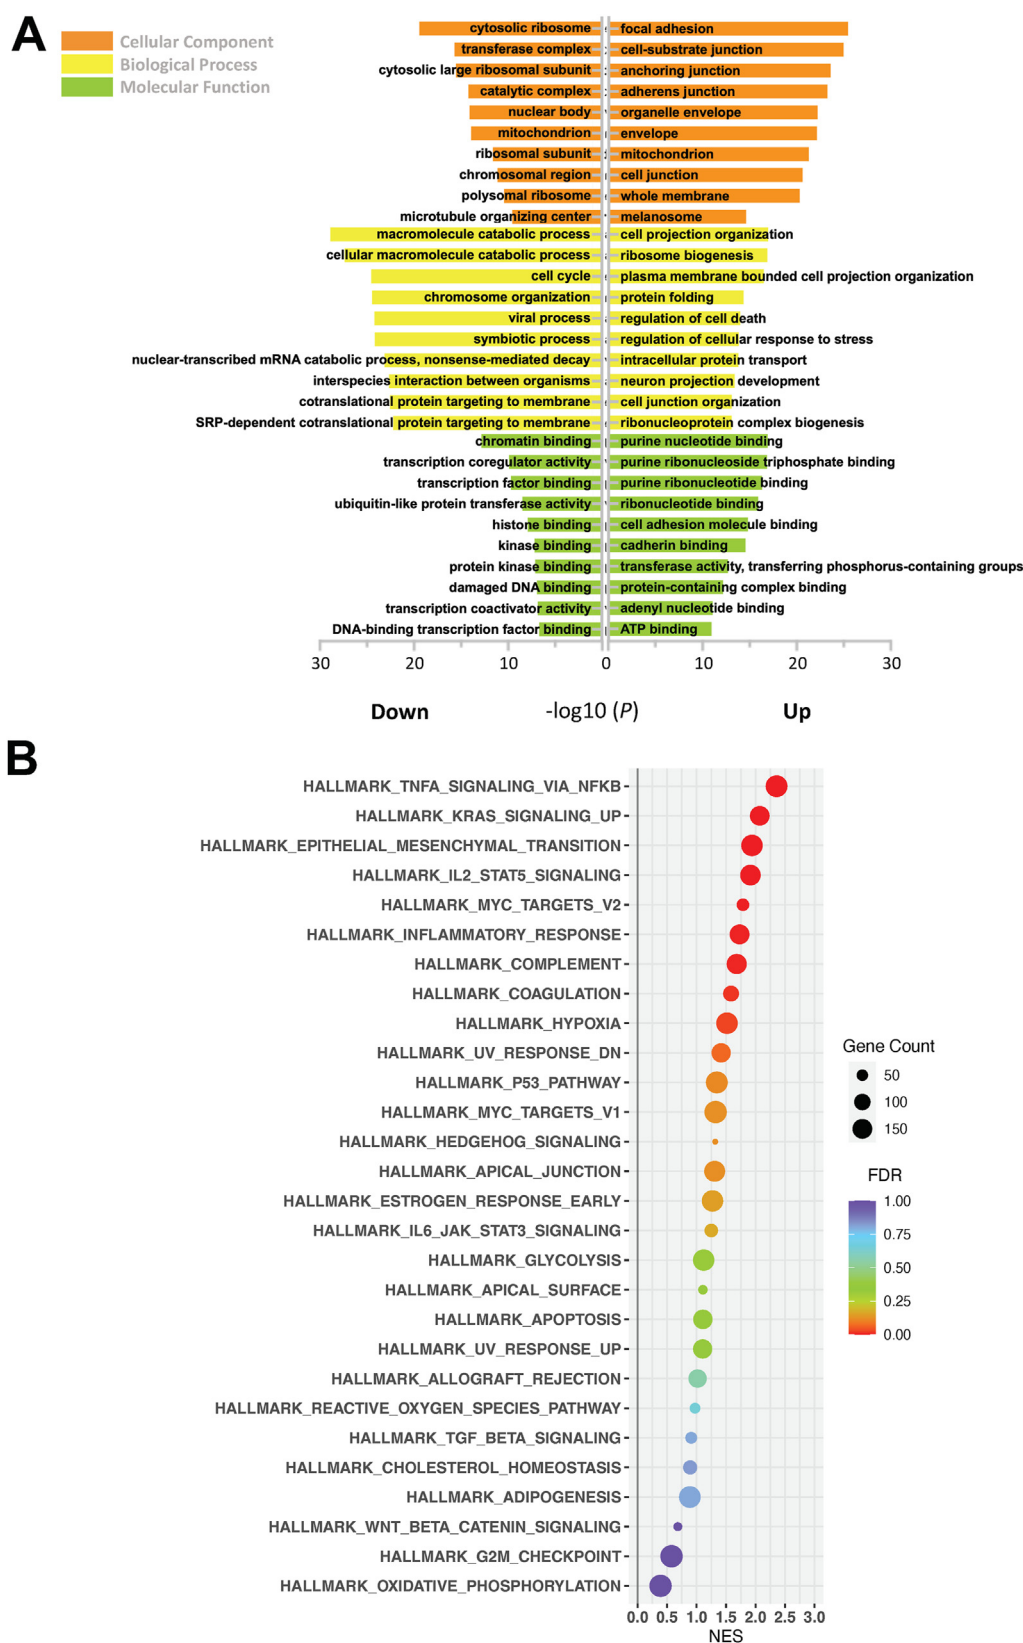 A
Cellular Component
Biological Process
Molecular Function
cytosolic ribosome focal adhesion
transferase complex cell-substrate junction
cytosolic large ribosomal subunit anchoring junction
catalytic complex adherens junction
nuclear body organelle envelope
mitochondrion envelope
ribosomal subunit mitochondrion
chromosomal region cell junction
polysomal ribosome whole membrane
microtubule organizing center melanosome
macromolecule catabolic process cell projection organization
cellular macromolecule catabolic process ribosome biogenesis
cell cycle plasma membrane bounded cell projection organization
chromosome organization protein folding
viral process regulation of cell death
symbiotic process regulation of cellular response to stress
nuclear-transcribed mRNA catabolic process, nonsense-mediated decay intracellular protein transport
interspecies interaction between organisms neuron projection development
cotranslational protein targeting to membrane cell junction organization
SRP-dependent cotranslational protein targeting to membrane ribonucleoprotein complex biogenesis
chromatin binding purine nucleotide binding
transcription coregulator activity purine ribonucleoside triphosphate binding
transcription factor binding purine ribonucleotide binding
ubiquitin-like protein transferase activity ribonucleotide binding
histone binding cell adhesion molecule binding
kinase binding cadherin binding
protein kinase binding transferase activity, transferring phosphorus-containing groups
damaged DNA binding protein-containing complex binding
transcription coactivator activity adenyl nucleotide binding
DNA-binding transcription factor binding ATP binding
30 20 10 0 10 20 30
Down -log10 (P) Up
B
HALLMARK_TNFA_SIGNALING_VIA_NFKB
HALLMARK_KRAS_SIGNALING_UP
HALLMARK_EPITHELIAL_MESENCHYMAL_TRANSITION
HALLMARK_IL2_STAT5_SIGNALING
HALLMARK_MYC_TARGETS_V2
HALLMARK_INFLAMMATORY_RESPONSE
HALLMARK_COMPLEMENT
HALLMARK_COAGULATION
HALLMARK_HYPOXIA
HALLMARK_UV_RESPONSE_DN
HALLMARK_P53_PATHWAY
HALLMARK_MYC_TARGETS_V1
HALLMARK_HEDGEHOG_SIGNALING
HALLMARK_APICAL_JUNCTION
HALLMARK_ESTROGEN_RESPONSE_EARLY
HALLMARK_IL6_JAK_STAT3_SIGNALING
HALLMARK_GLYCOLYSIS
HALLMARK_APICAL_SURFACE
HALLMARK_APOPTOSIS
HALLMARK_UV_RESPONSE_UP
HALLMARK_ALLOGRAFT_REJECTION
HALLMARK_REACTIVE_OXYGEN_SPECIES_PATHWAY
HALLMARK_TGF_BETA_SIGNALING
HALLMARK_CHOLESTEROL_HOMEOSTASIS
HALLMARK_ADIPOGENESIS
HALLMARK_WNT_BETA_CATENIN_SIGNALING
HALLMARK_G2M_CHECKPOINT
HALLMARK_OXIDATIVE_PHOSPHORYLATION
0.0 0.5 1.0 1.5 2.0 2.5 3.0
NES
Gene Count
50
100
150
FDR
1.00
0.75
0.50
0.25
0.00